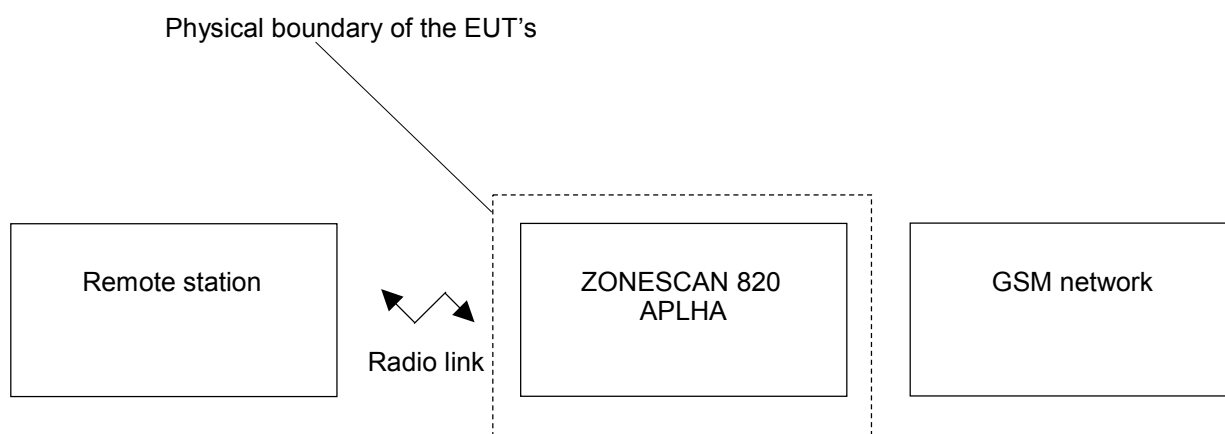 Physical boundary of the EUT’s
Remote station
ZONESCAN 820
APLHA
GSM network
Radio link